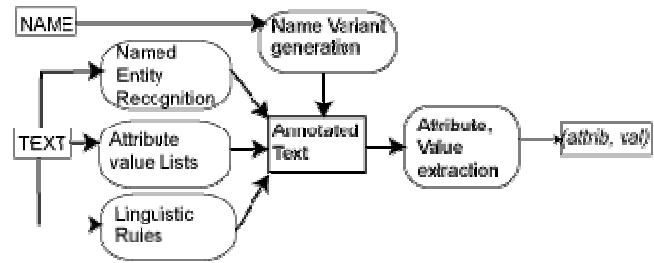 NAME
Name Variant
generation
Named
Entity
Recognition
TEXT
Attribute
value Lists
Annotated
Text
Attribute,
Value
extraction
(attrib, val)
Linguistic
Rules